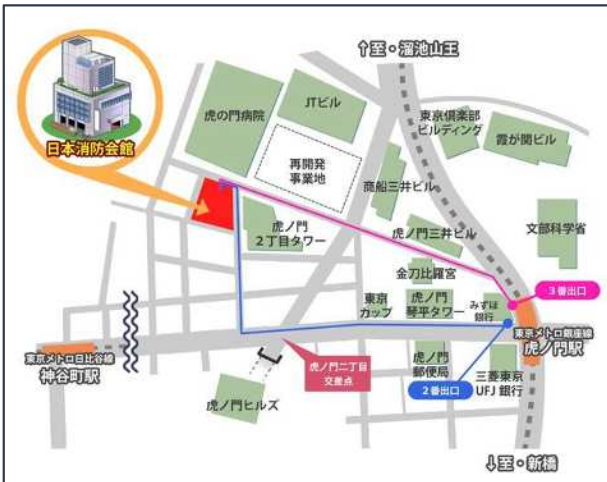 ↑至・溜池山王
日本消防会館
虎の門病院
JTビル
再開発
事業地
東京倶楽部
ビルディング
霞が関ビル
商船三井ビル
文部科学省
虎ノ門
2丁目タワー
虎ノ門三井ビル
金刀比羅宮
3番出口
東京
カップ
虎ノ門
琴平タワー
みずほ
銀行
東京メトロ銀座線
虎ノ門駅
東京メトロ日比谷線
神谷町駅
虎ノ門二丁目
交差点
虎ノ門
郵便局
2番出口
三菱東京
UFJ 銀行
虎ノ門ヒルズ
↓至・新橋